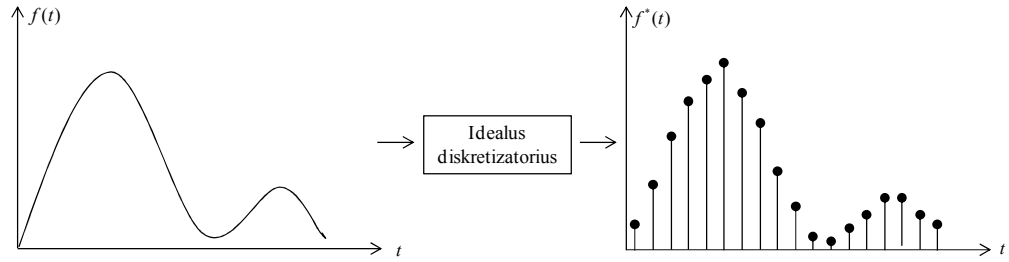 f(t)
t
Idealus
diskretizatorius
f*(t)
t